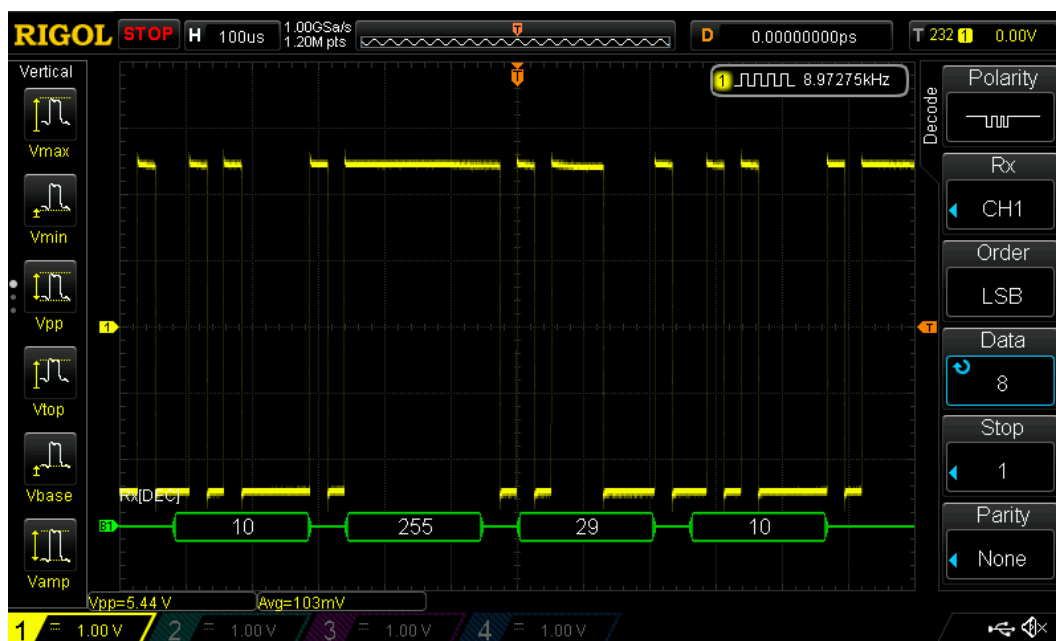 RIGOL STOP H 100us 1.00GSa/s 1.20M pts D 0.00000000ps T 232 1 0.00V
T
Vertical
T
1 8.97275kHz
Decode
Polarity
Vmax
Rx
CH1
Vmin
Order
LSB
Vpp
1
T
Data
8
Vtop
Stop
1
Vbase
Rx[DEC]
B1 10 255 29 10
Parity
None
Vamp
Vpp=5.44 V Avg=103mV
1 = 1.00 V 2 = 1.00 V 3 = 1.00 V 4 = 1.00 V